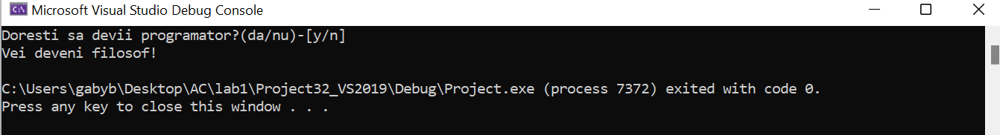 Microsoft Visual Studio Debug Console
Doresti sa devii programator?(da/nu)-[y/n]
Vei deveni filosof!
C:\Users\gabyb\Desktop\AC\lab1\Project32_VS2019\Debug\Project.exe (process 7372) exited with code 0.
Press any key to close this window . . .